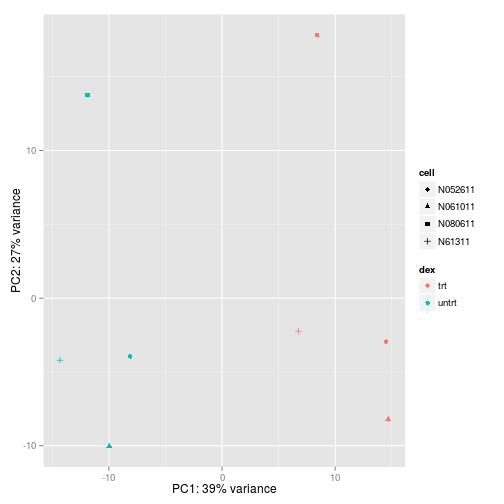 10
0
-10
-10
0
10
PC1: 39% variance
PC2: 27% variance
cell
N052611
N061011
N080611
N61311
dex
trt
untrt